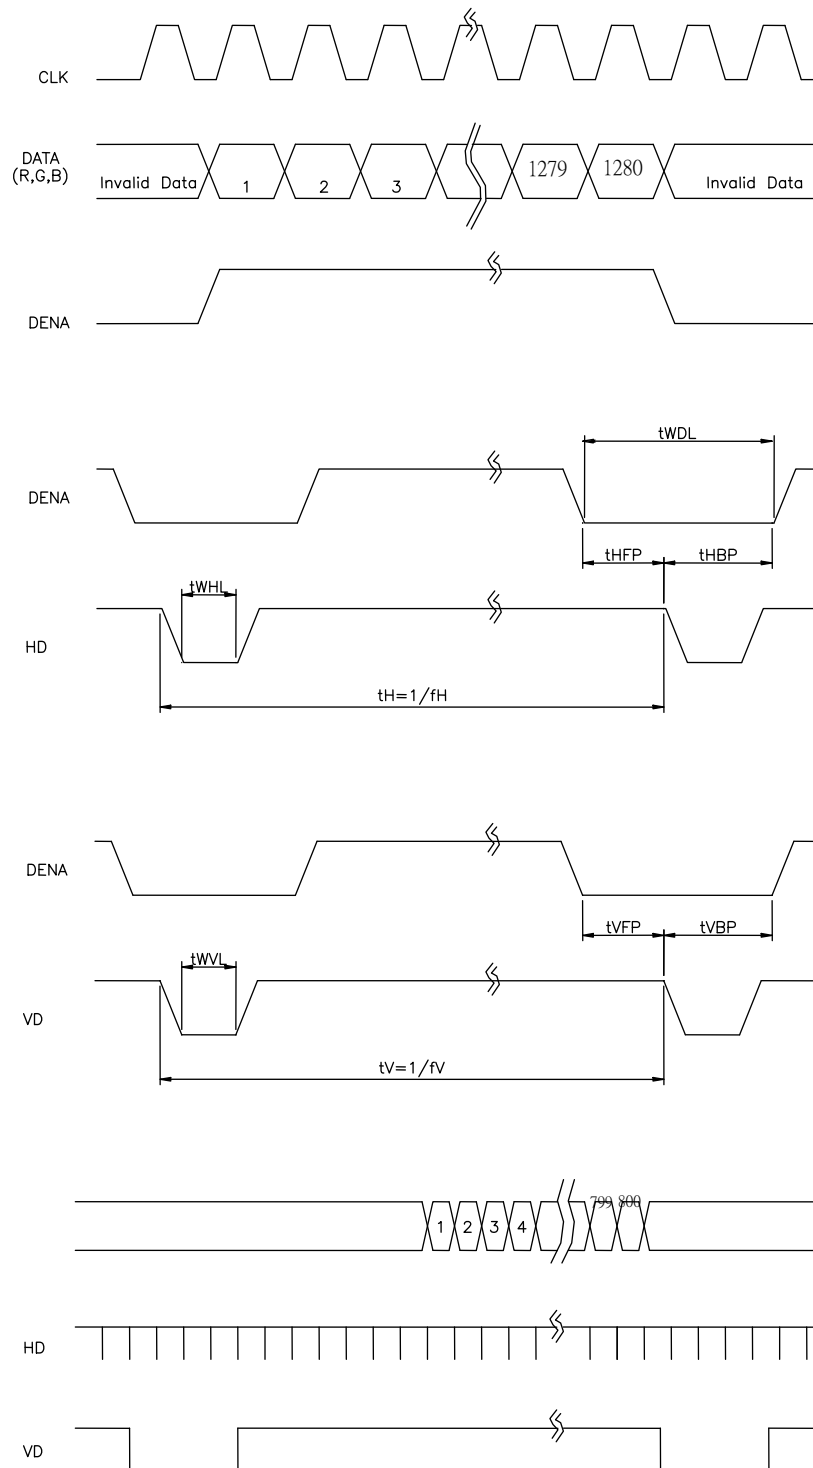 CLK
DATA
(R,G,B)
Invalid Data 1 2 3 1279 1280 Invalid Data
DENA
tWDL
DENA
tHFP tHBP
tWHL
HD
tH=1/fH
DENA
tVFP tVBP
tWVL
VD
tV=1/fV
1 2 3 4 799 800
HD
VD